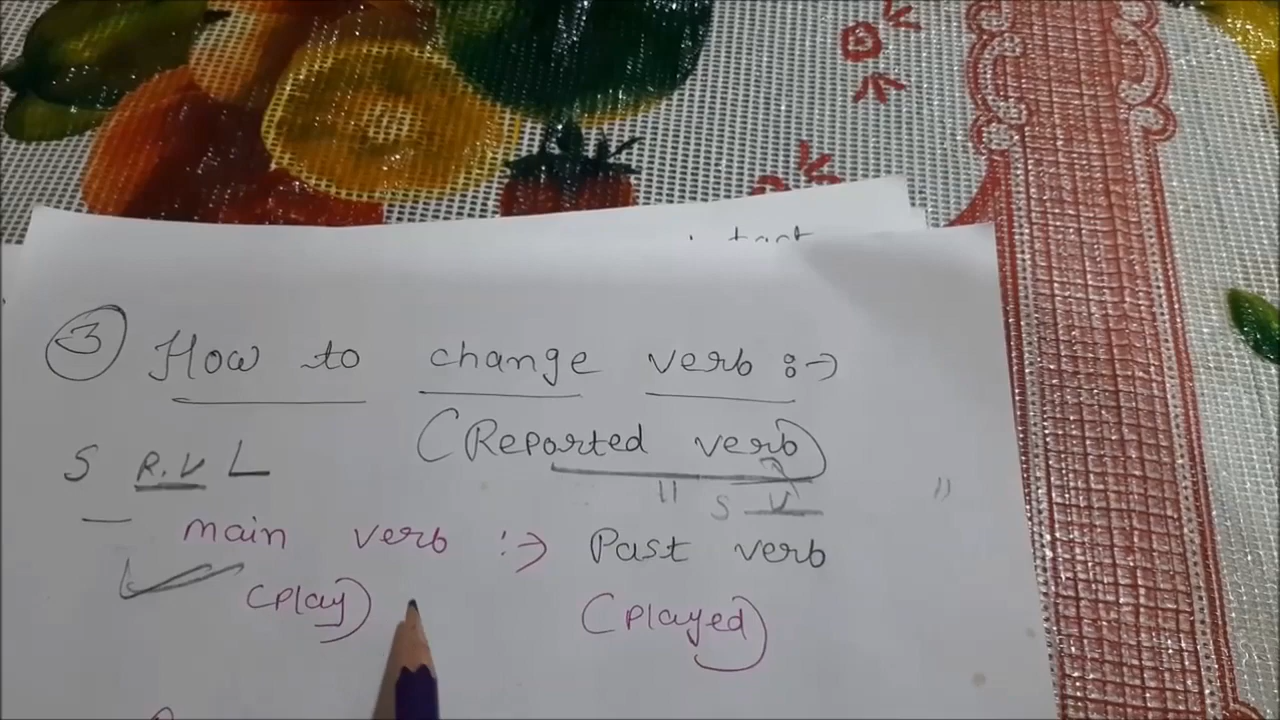 ③ How to change verb :→
(Reported verb)
S R.V L
" S V "
main verb :→ Past verb
(Play) (Played)